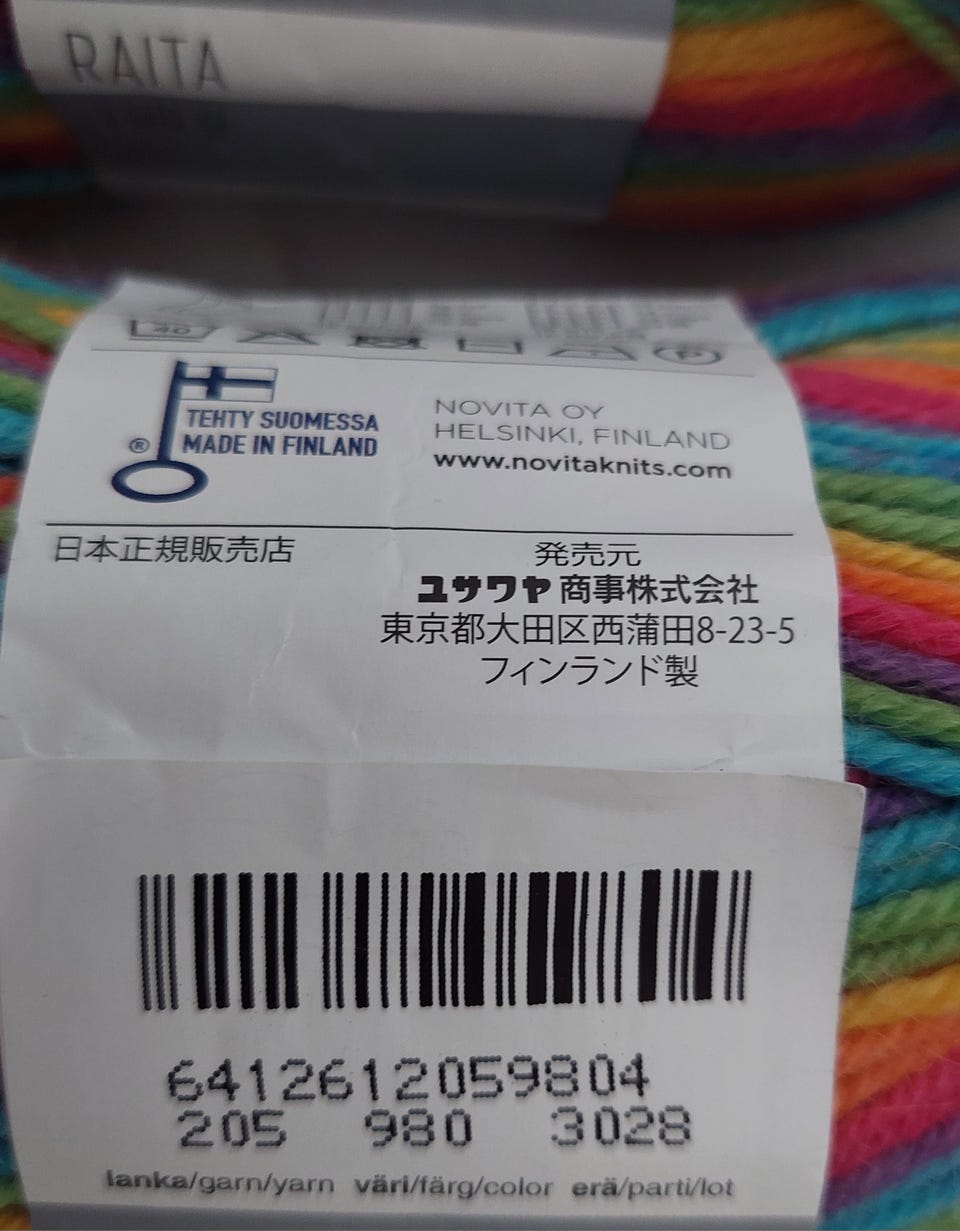 RAITA
40
P
TEHTY SUOMESSA
® MADE IN FINLAND
NOVITA OY
HELSINKI, FINLAND
www.novitaknits.com
日本正規販売店
発売元
ユサワヤ 商事株式会社
東京都大田区西蒲田8-23-5
フィンランド製
6412612059804
205 980 3028
lanka/garn/yarn väri/färg/color erä/parti/lot